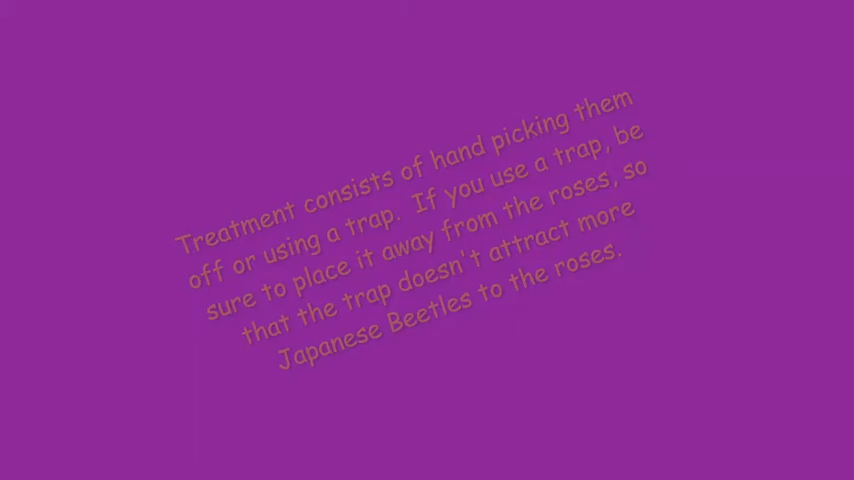 Treatment consists of hand picking them
off or using a trap.  If you use a trap, be
sure to place it away from the roses, so
that the trap doesn't attract more
Japanese Beetles to the roses.